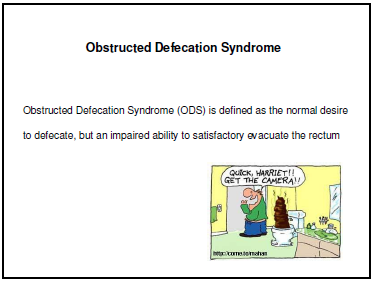 Obstructed Defecation Syndrome
Obstructed Defecation Syndrome (ODS) is defined as the normal desire
to defecate, but an impaired ability to satisfactory evacuate the rectum
QUICK, HARRIET!!
GET THE CAMERA!!
http://come.to/mahan